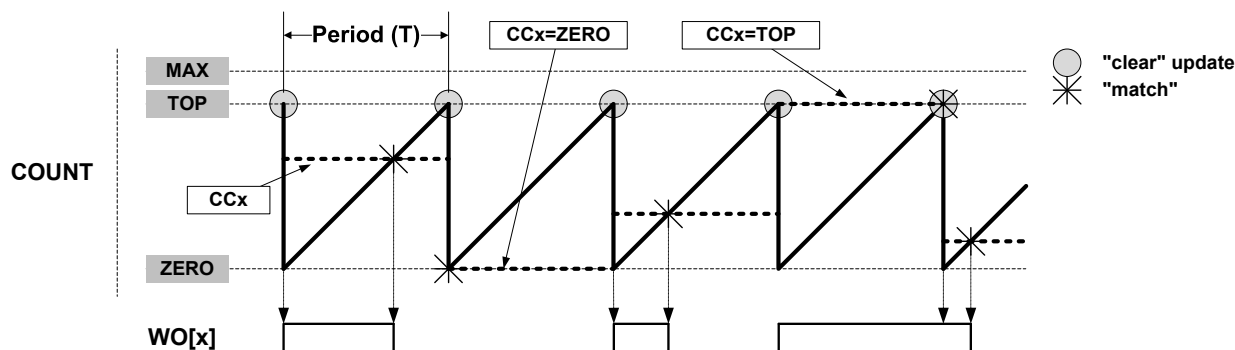 Period (T)
CCx=ZERO
CCx=TOP
MAX
"clear" update
TOP
"match"
COUNT
CCx
ZERO
WO[x]